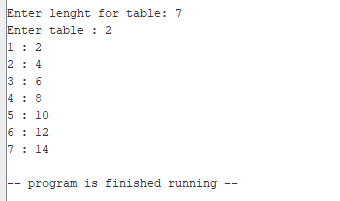 Enter lenght for table: 7
Enter table : 2
1 : 2
2 : 4
3 : 6
4 : 8
5 : 10
6 : 12
7 : 14
-- program is finished running --